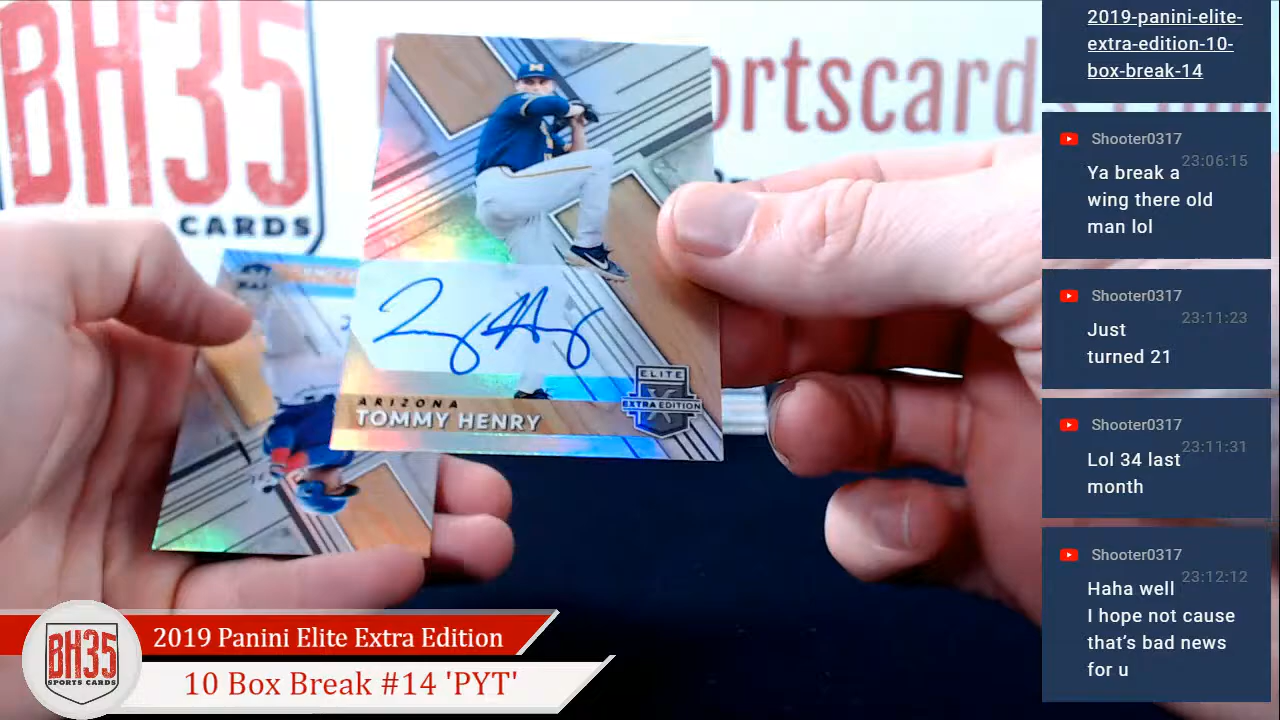 BH35
CARDS
ortscards
M
ARIZONA
TOMMY HENRY
ELITE
X
EXTRA EDITION
2019 Panini Elite Extra Edition
10 Box Break #14 'PYT'
BH35
SPORTS CARDS
2019-panini-elite-
extra-edition-10-
box-break-14
Shooter0317
23:06:15
Ya break a
wing there old
man lol
Shooter0317
23:11:23
Just
turned 21
Shooter0317
23:11:31
Lol 34 last
month
Shooter0317
23:12:12
Haha well
I hope not cause
that's bad news
for u